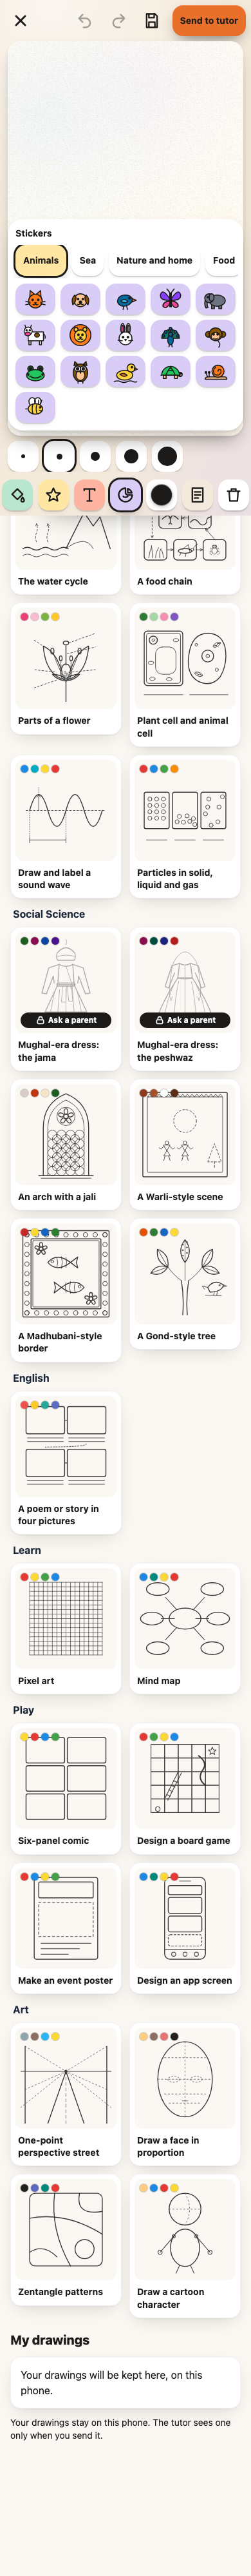 Send to tutor
Stickers
Animals
Sea
Nature and home
Food
T
The water cycle
A food chain
Parts of a flower
Plant cell and animal
cell
Draw and label a
sound wave
Particles in solid,
liquid and gas
Social Science
Ask a parent
Ask a parent
Mughal-era dress:
the jama
Mughal-era dress:
the peshwaz
An arch with a jali
A Warli-style scene
A Madhubani-style
border
A Gond-style tree
English
A poem or story in
four pictures
Learn
Pixel art
Mind map
Play
Six-panel comic
Design a board game
Make an event poster
Design an app screen
Art
One-point
perspective street
Draw a face in
proportion
Zentangle patterns
Draw a cartoon
character
My drawings
Your drawings will be kept here, on this
phone.
Your drawings stay on this phone. The tutor sees one
only when you send it.